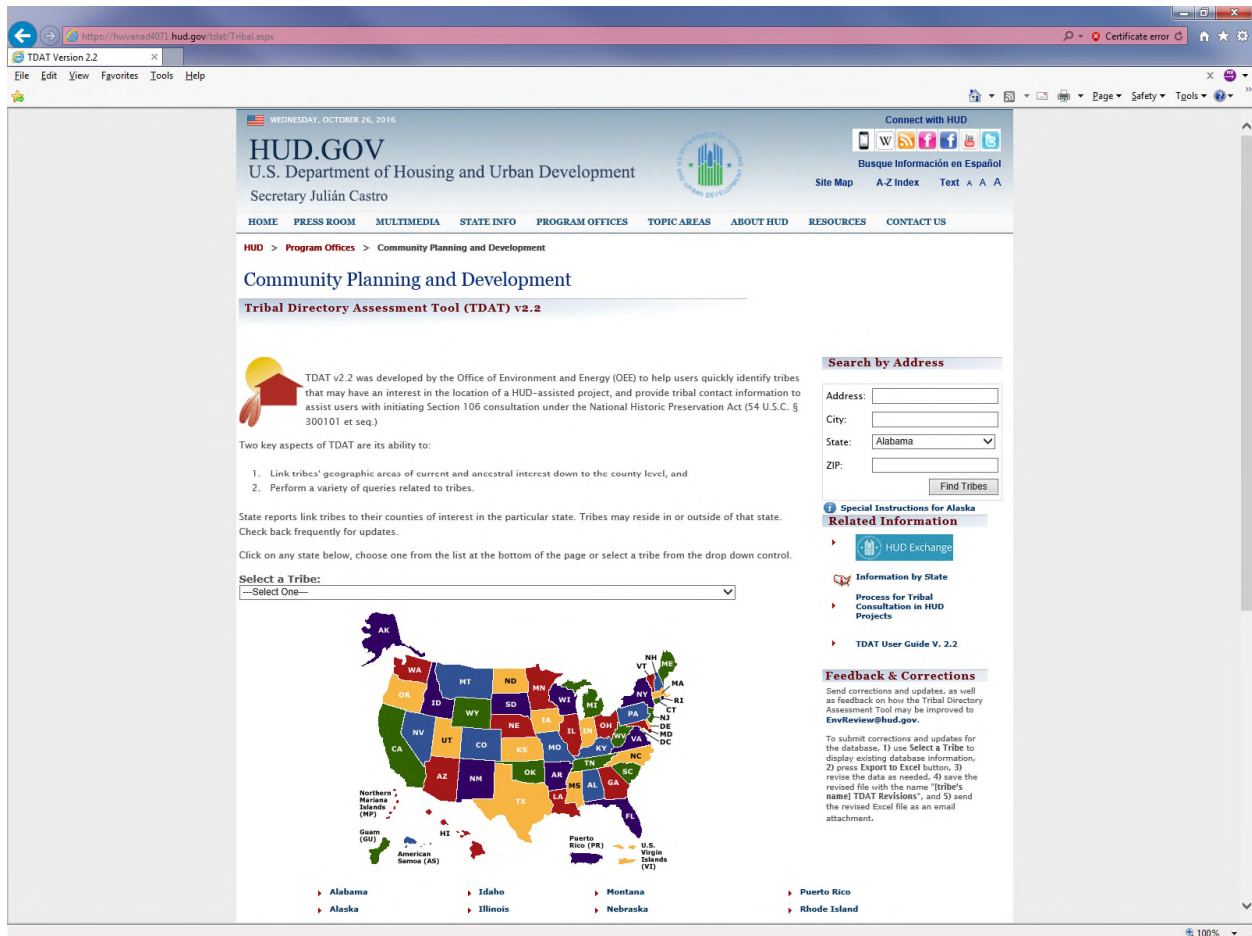 https://hwvanad4071.hud.gov/tdat/Tribal.aspx
Certificate error
TDAT Version 2.2
File Edit View Favorites Tools Help
Page Safety Tools
WEDNESDAY, OCTOBER 26, 2016
Connect with HUD
HUD.GOV
U.S. Department of Housing and Urban Development
Secretary Julián Castro
Busque Información en Español
Site Map A-Z Index Text A A A
HOME PRESS ROOM MULTIMEDIA STATE INFO PROGRAM OFFICES TOPIC AREAS ABOUT HUD RESOURCES CONTACT US
HUD > Program Offices > Community Planning and Development
Community Planning and Development
Tribal Directory Assessment Tool (TDAT) v2.2
TDAT v2.2 was developed by the Office of Environment and Energy (OEE) to help users quickly identify tribes
that may have an interest in the location of a HUD-assisted project, and provide tribal contact information to
assist users with initiating Section 106 consultation under the National Historic Preservation Act (54 U.S.C. §
300101 et seq.)
Two key aspects of TDAT are its ability to:
1. Link tribes' geographic areas of current and ancestral interest down to the county level, and
2. Perform a variety of queries related to tribes.
State reports link tribes to their counties of interest in the particular state. Tribes may reside in or outside of that state.
Check back frequently for updates.
Click on any state below, choose one from the list at the bottom of the page or select a tribe from the drop down control.
Select a Tribe:
---Select One---
Search by Address
Address:
City:
State: Alabama
ZIP:
Find Tribes
Special Instructions for Alaska
Related Information
HUD Exchange
Information by State
Process for Tribal
Consultation in HUD
Projects
TDAT User Guide V. 2.2
Feedback & Corrections
Send corrections and updates, as well
as feedback on how the Tribal Directory
Assessment Tool may be improved to
EnvReview@hud.gov.
To submit corrections and updates for
the database, 1) use Select a Tribe to
display existing database information,
2) press Export to Excel button, 3)
revise the data as needed, 4) save the
revised file with the name "[tribe's
name] TDAT Revisions", and 5) send
the revised Excel file as an email
attachment.
AK
WA
MT
ND
MN
VT
NH
ME
OR
ID
WY
SD
WI
MI
NY
MA
RI
CT
NJ
DE
MD
DC
NV
UT
CO
NE
IA
IL
IN
OH
PA
WV
VA
CA
KS
MO
KY
NC
TN
SC
AZ
NM
OK
AR
MS
AL
GA
TX
LA
FL
Northern
Mariana
Islands
(MP)
HI
Guam
(GU)
American
Samoa (AS)
Puerto
Rico (PR)
U.S.
Virgin
Islands
(VI)
Alabama Idaho Montana Puerto Rico
Alaska Illinois Nebraska Rhode Island
100%